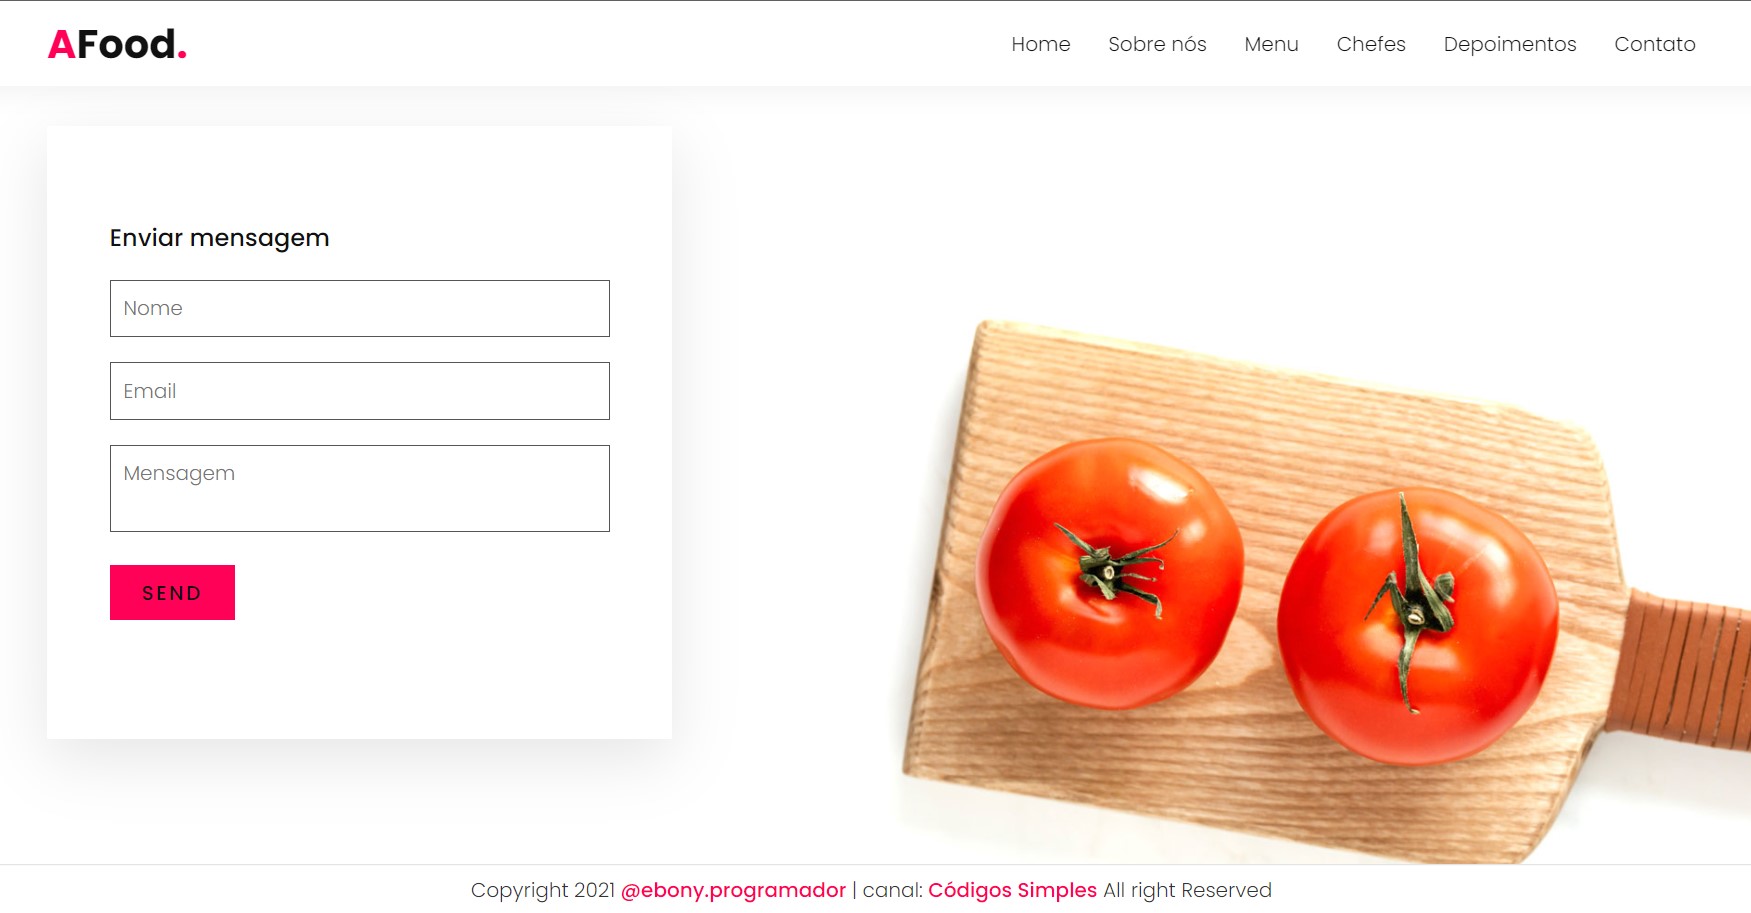 AFood.
Home Sobre nós Menu Chefes Depoimentos Contato
Enviar mensagem
Nome
Email
Mensagem
SEND
Copyright 2021 @ebony.programador | canal: Códigos Simples All right Reserved